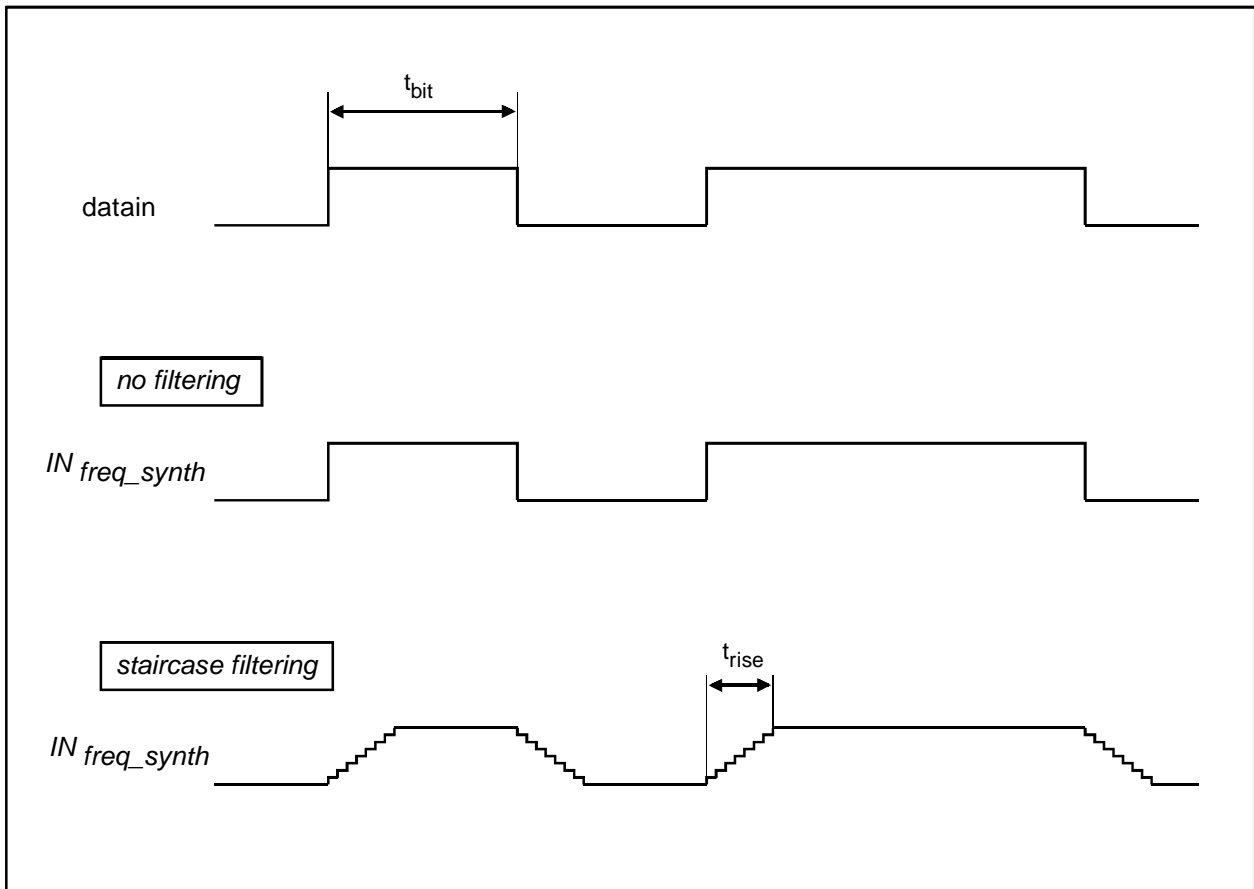 tbit
datain
no filtering
IN freq_synth
staircase filtering
trise
IN freq_synth